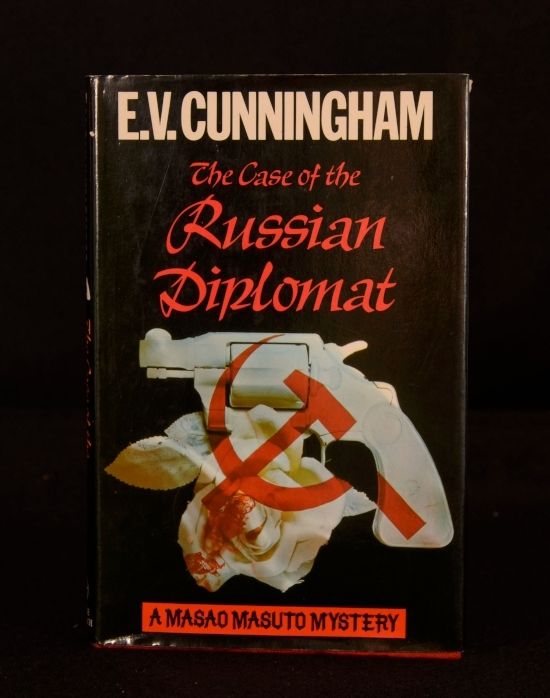 E.V. CUNNINGHAM
The Case of the
Russian
Diplomat
A MASAO MASUTO MYSTERY